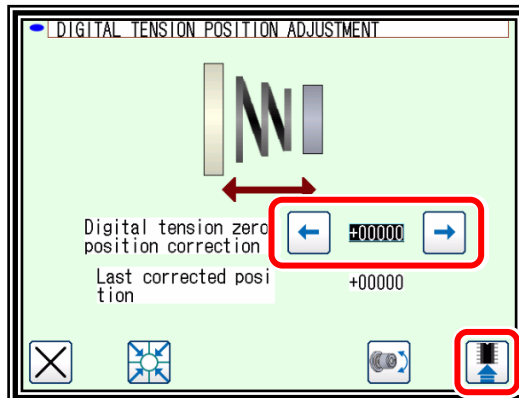 DIGITAL TENSION POSITION ADJUSTMENT
Digital tension zero
position correction
+00000
Last corrected posi
tion
+00000